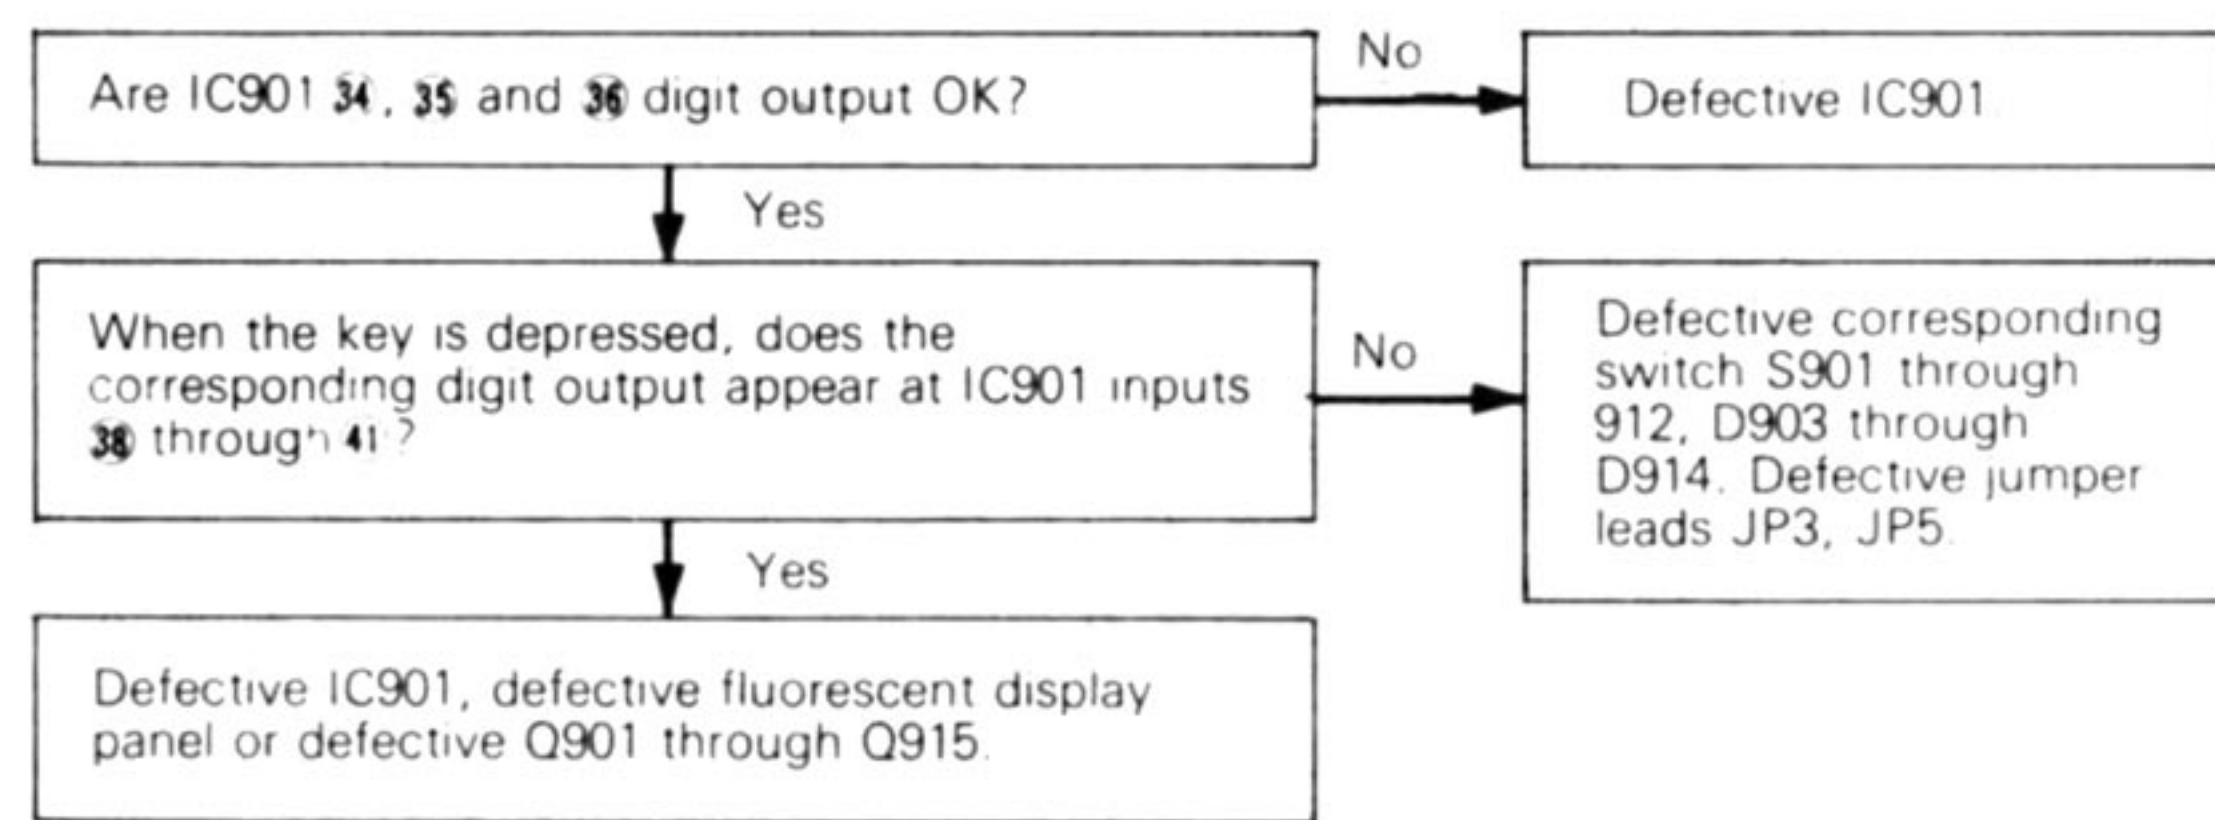 Are IC901 34, 35 and 36 digit output OK?
No
Defective IC901.
Yes
When the key is depressed, does the
corresponding digit output appear at IC901 inputs
38 through 41?
No
Defective corresponding
switch S901 through
912, D903 through
D914. Defective jumper
leads JP3, JP5.
Yes
Defective IC901, defective fluorescent display
panel or defective Q901 through Q915.